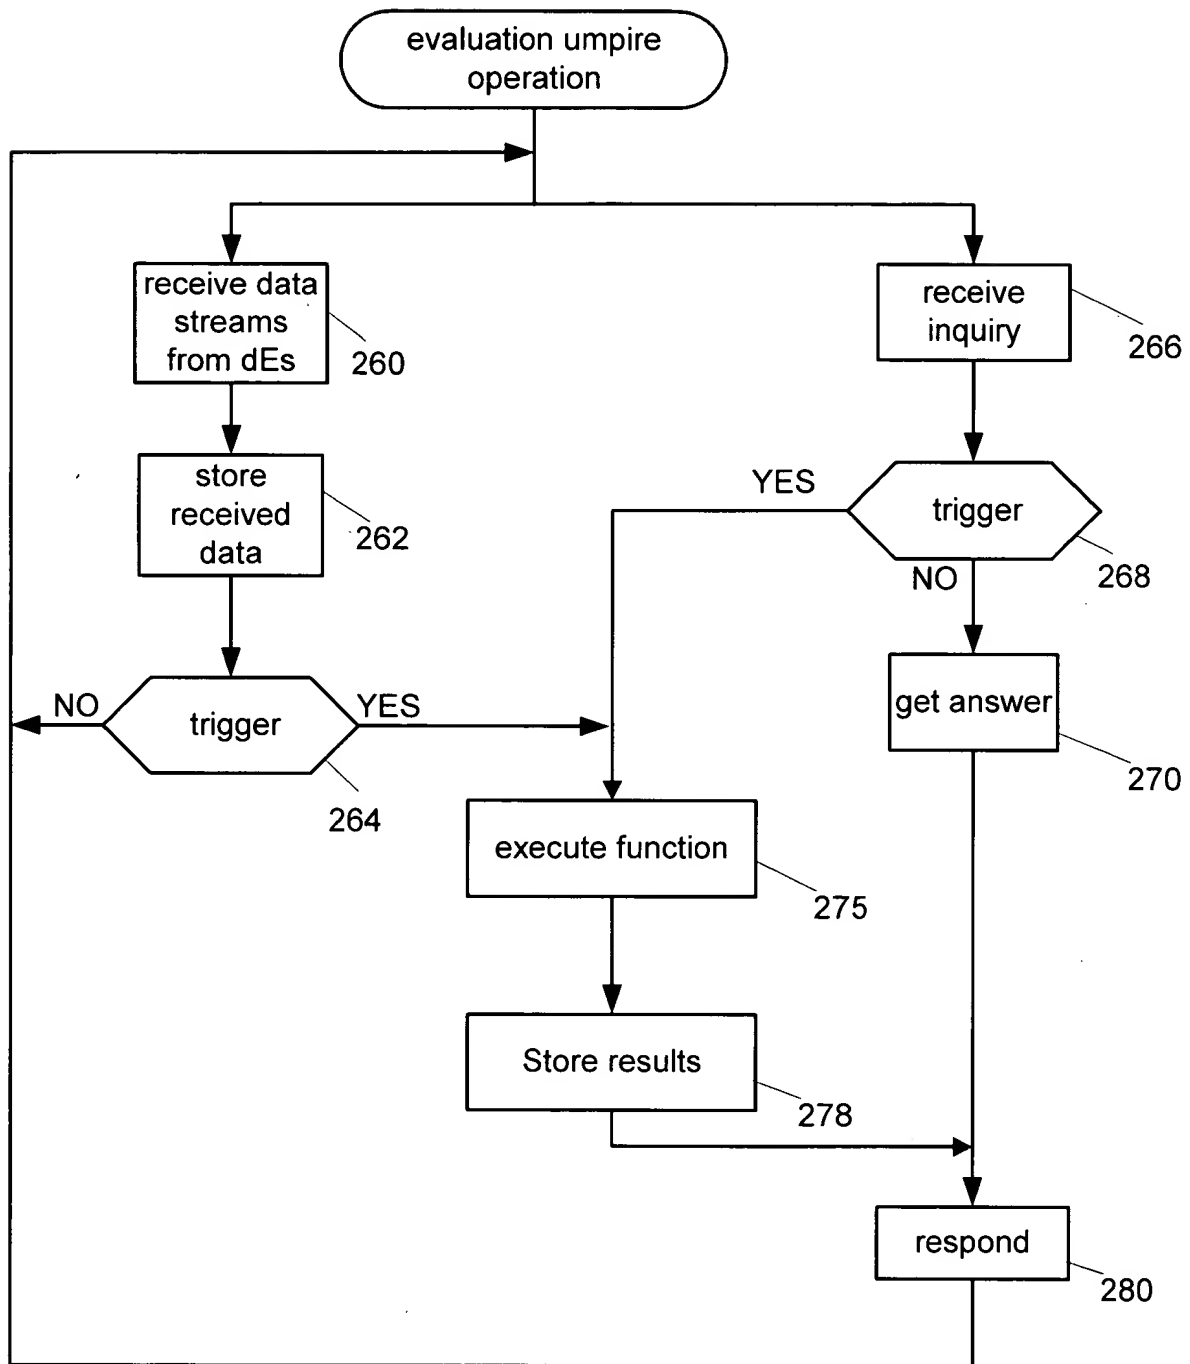 evaluation umpire
operation
receive data
streams
from dEs
260
receive
inquiry
266
store
received
data
262
YES
trigger
268
NO
NO
trigger
YES
264
get answer
270
execute function
275
Store results
278
respond
280